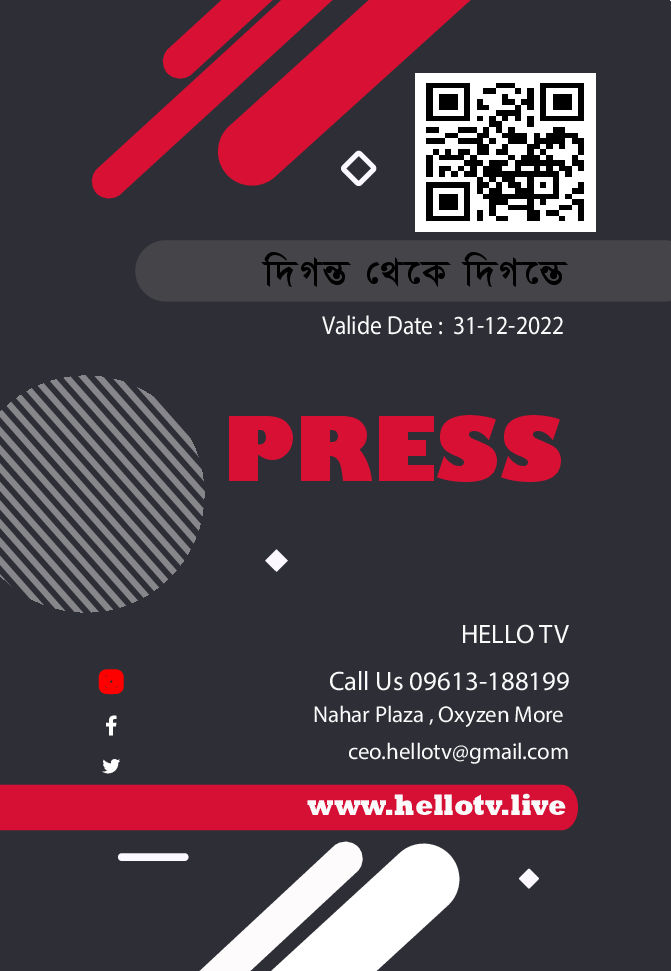 দিগন্ত থেকে দিগন্তে
Valide Date : 31-12-2022
PRESS
HELLO TV
Call Us 09613-188199
Nahar Plaza , Oxyzen More
ceo.hellotv@gmail.com
www.hellotv.live